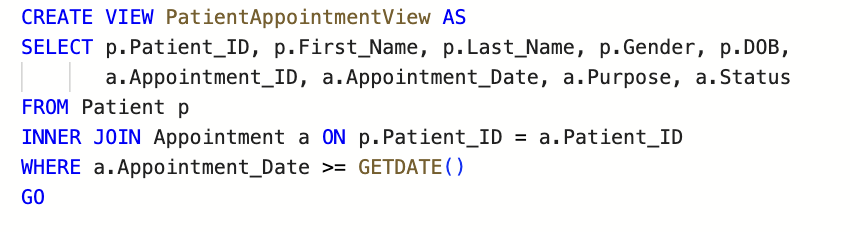 CREATE VIEW PatientAppointmentView AS
SELECT p.Patient_ID, p.First_Name, p.Last_Name, p.Gender, p.DOB,
       a.Appointment_ID, a.Appointment_Date, a.Purpose, a.Status
FROM Patient p
INNER JOIN Appointment a ON p.Patient_ID = a.Patient_ID
WHERE a.Appointment_Date >= GETDATE()
GO